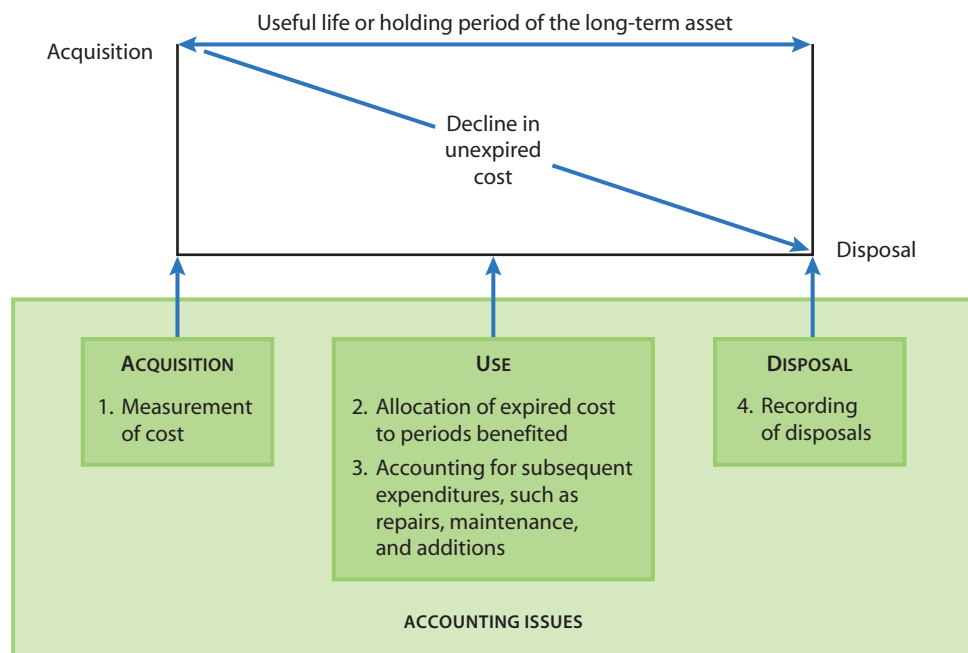 Useful life or holding period of the long-term asset
Acquisition
Decline in
unexpired
cost
Disposal
ACQUISITION
1. Measurement
of cost
USE
2. Allocation of expired cost
to periods benefited
3. Accounting for subsequent
expenditures, such as
repairs, maintenance,
and additions
DISPOSAL
4. Recording
of disposals
ACCOUNTING ISSUES